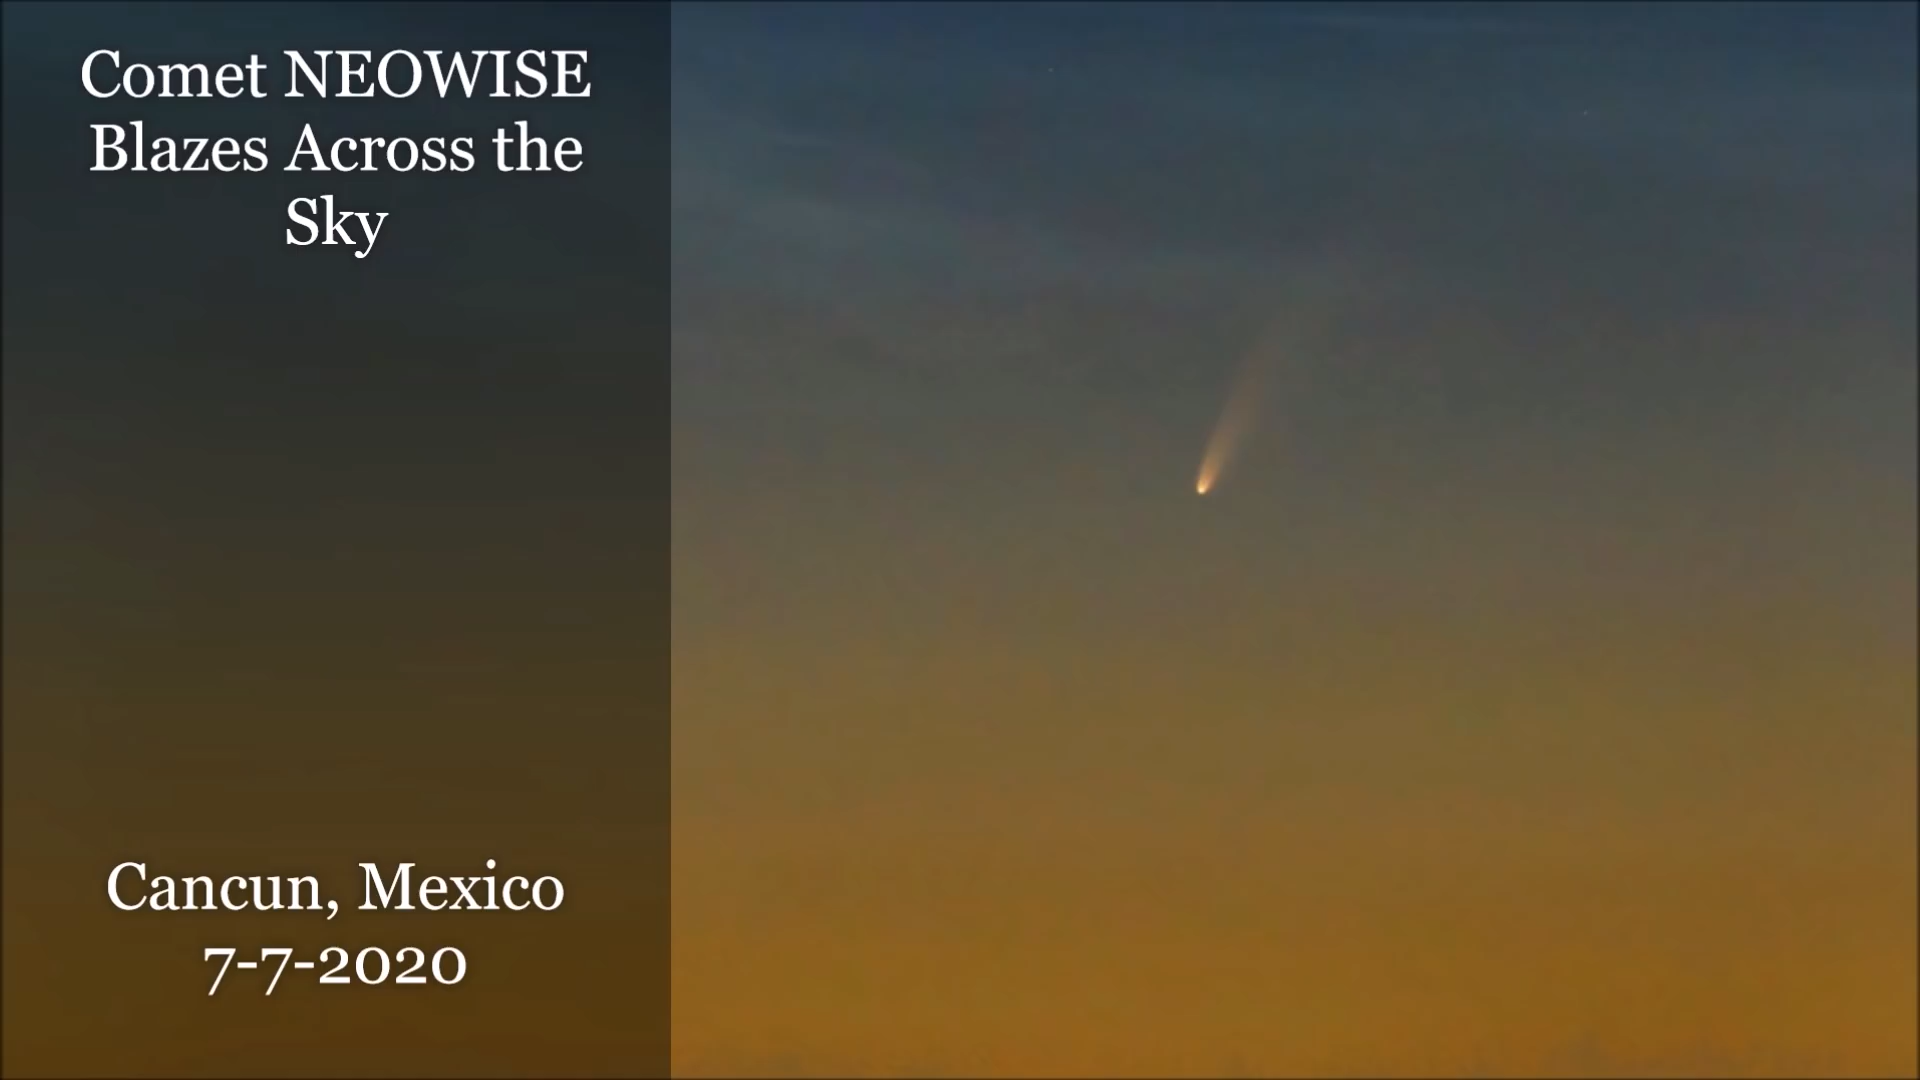 Comet NEOWISE
Blazes Across the
Sky
Cancun, Mexico
7-7-2020